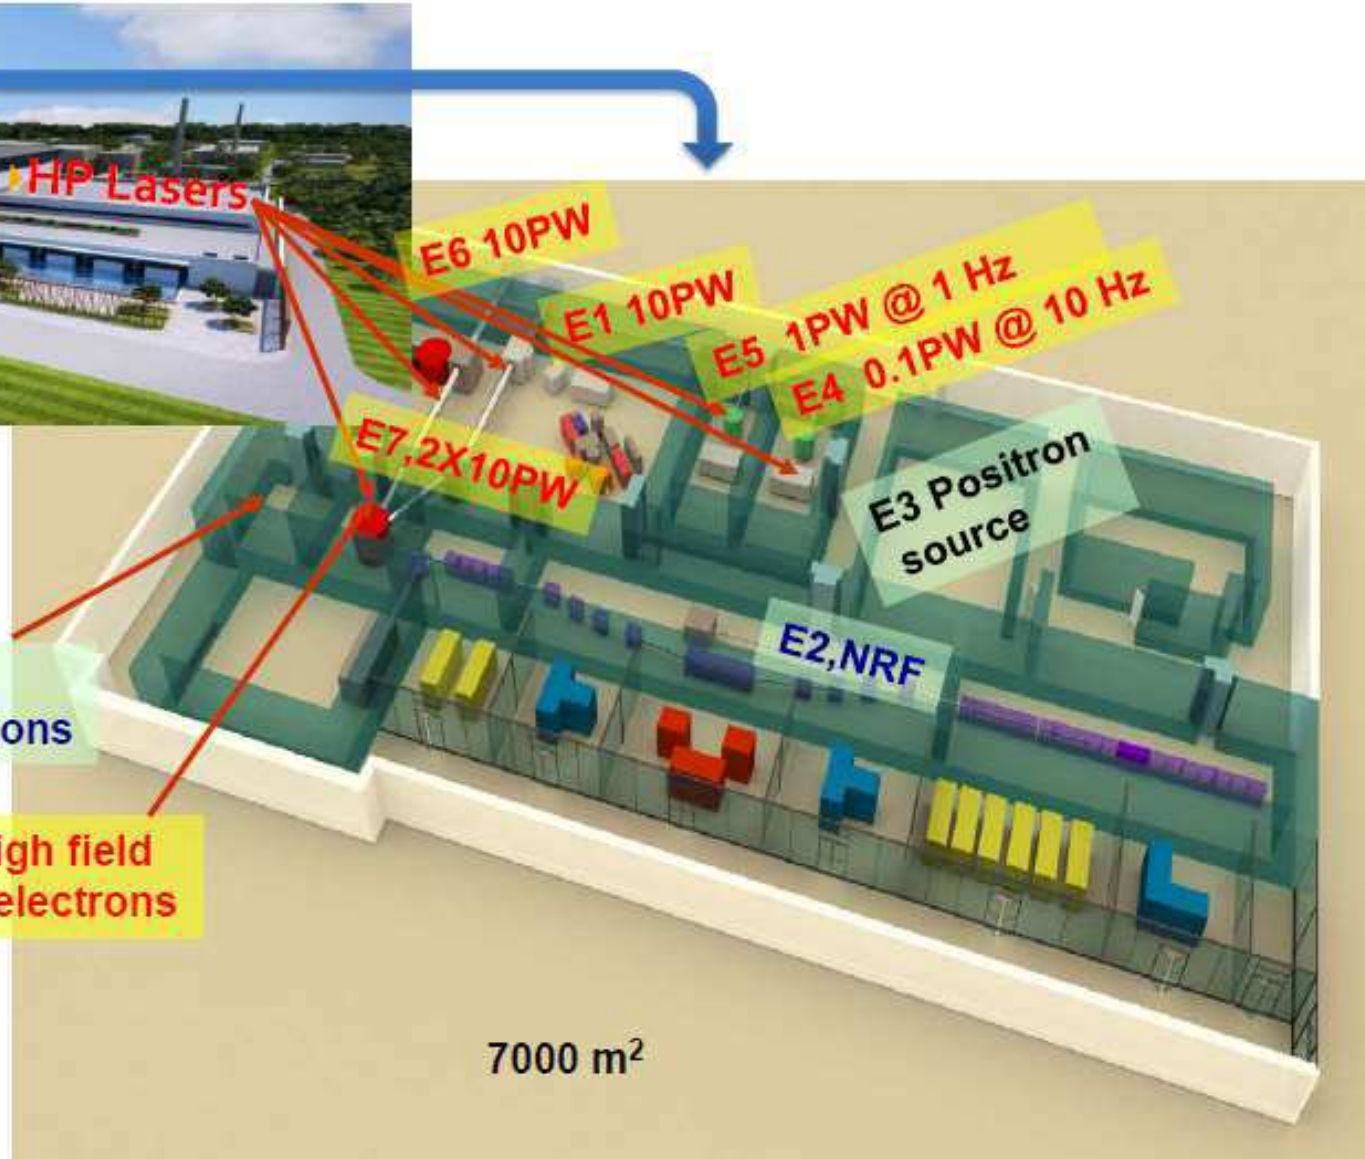 HP Lasers
E6 10PW
E1 10PW
E5 1PW @ 1 Hz
E4 0.1PW @ 10 Hz
E7,2X10PW
E3 Positron
source
E2,NRF
ons
igh field
electrons
7000 m²